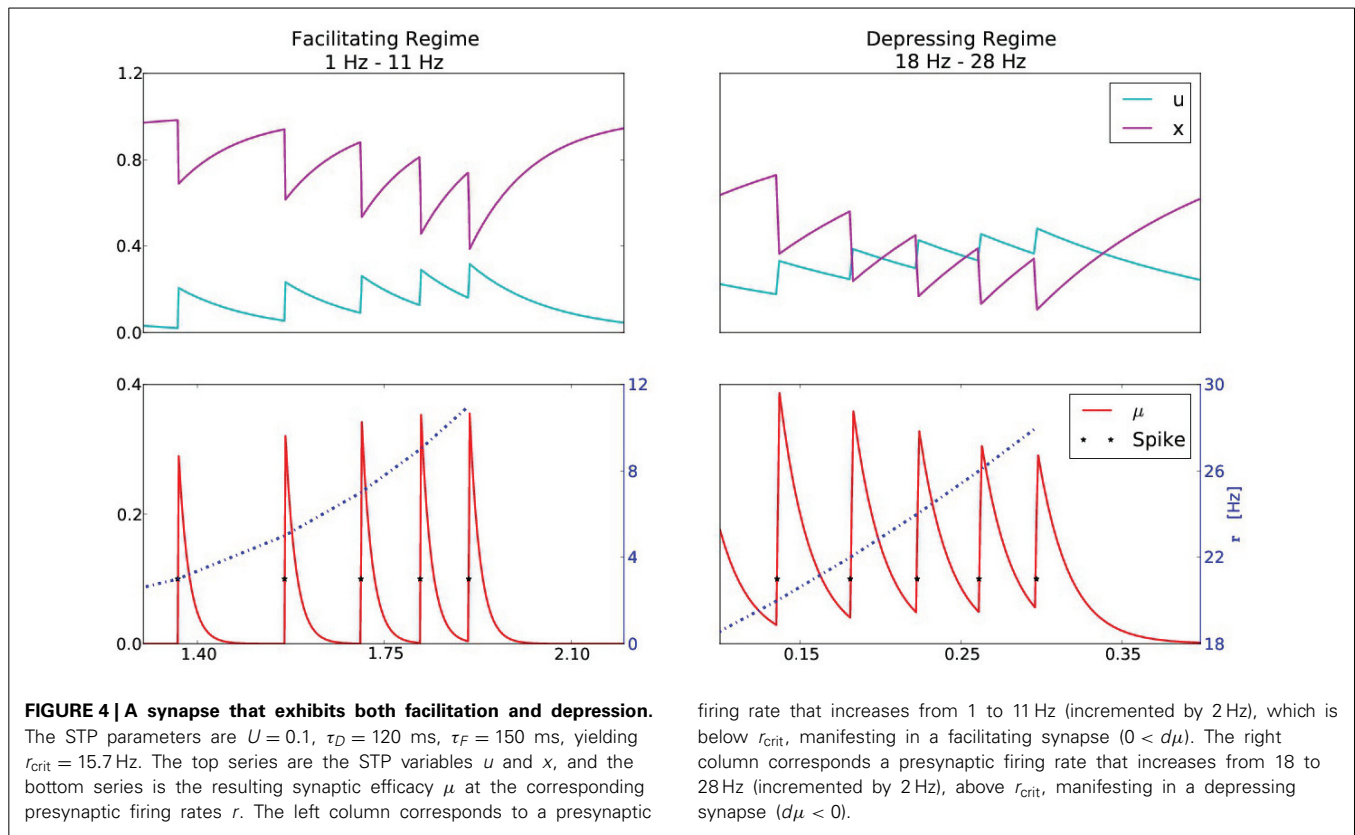 Facilitating Regime
1 Hz - 11 Hz
Depressing Regime
18 Hz - 28 Hz
1.2
0.8
0.4
0.0
u
x
0.4
0.2
0.0
12
8
4
0
1.40
1.75
2.10
μ
Spike
30
26
22
18
r [Hz]
0.15
0.25
0.35
FIGURE 4 | A synapse that exhibits both facilitation and depression.
The STP parameters are U = 0.1, τD = 120 ms, τF = 150 ms, yielding
rcrit = 15.7 Hz. The top series are the STP variables u and x, and the
bottom series is the resulting synaptic efficacy μ at the corresponding
presynaptic firing rates r. The left column corresponds to a presynaptic
firing rate that increases from 1 to 11 Hz (incremented by 2 Hz), which is
below rcrit, manifesting in a facilitating synapse (0 < dμ). The right
column corresponds a presynaptic firing rate that increases from 18 to
28 Hz (incremented by 2 Hz), above rcrit, manifesting in a depressing
synapse (dμ < 0).